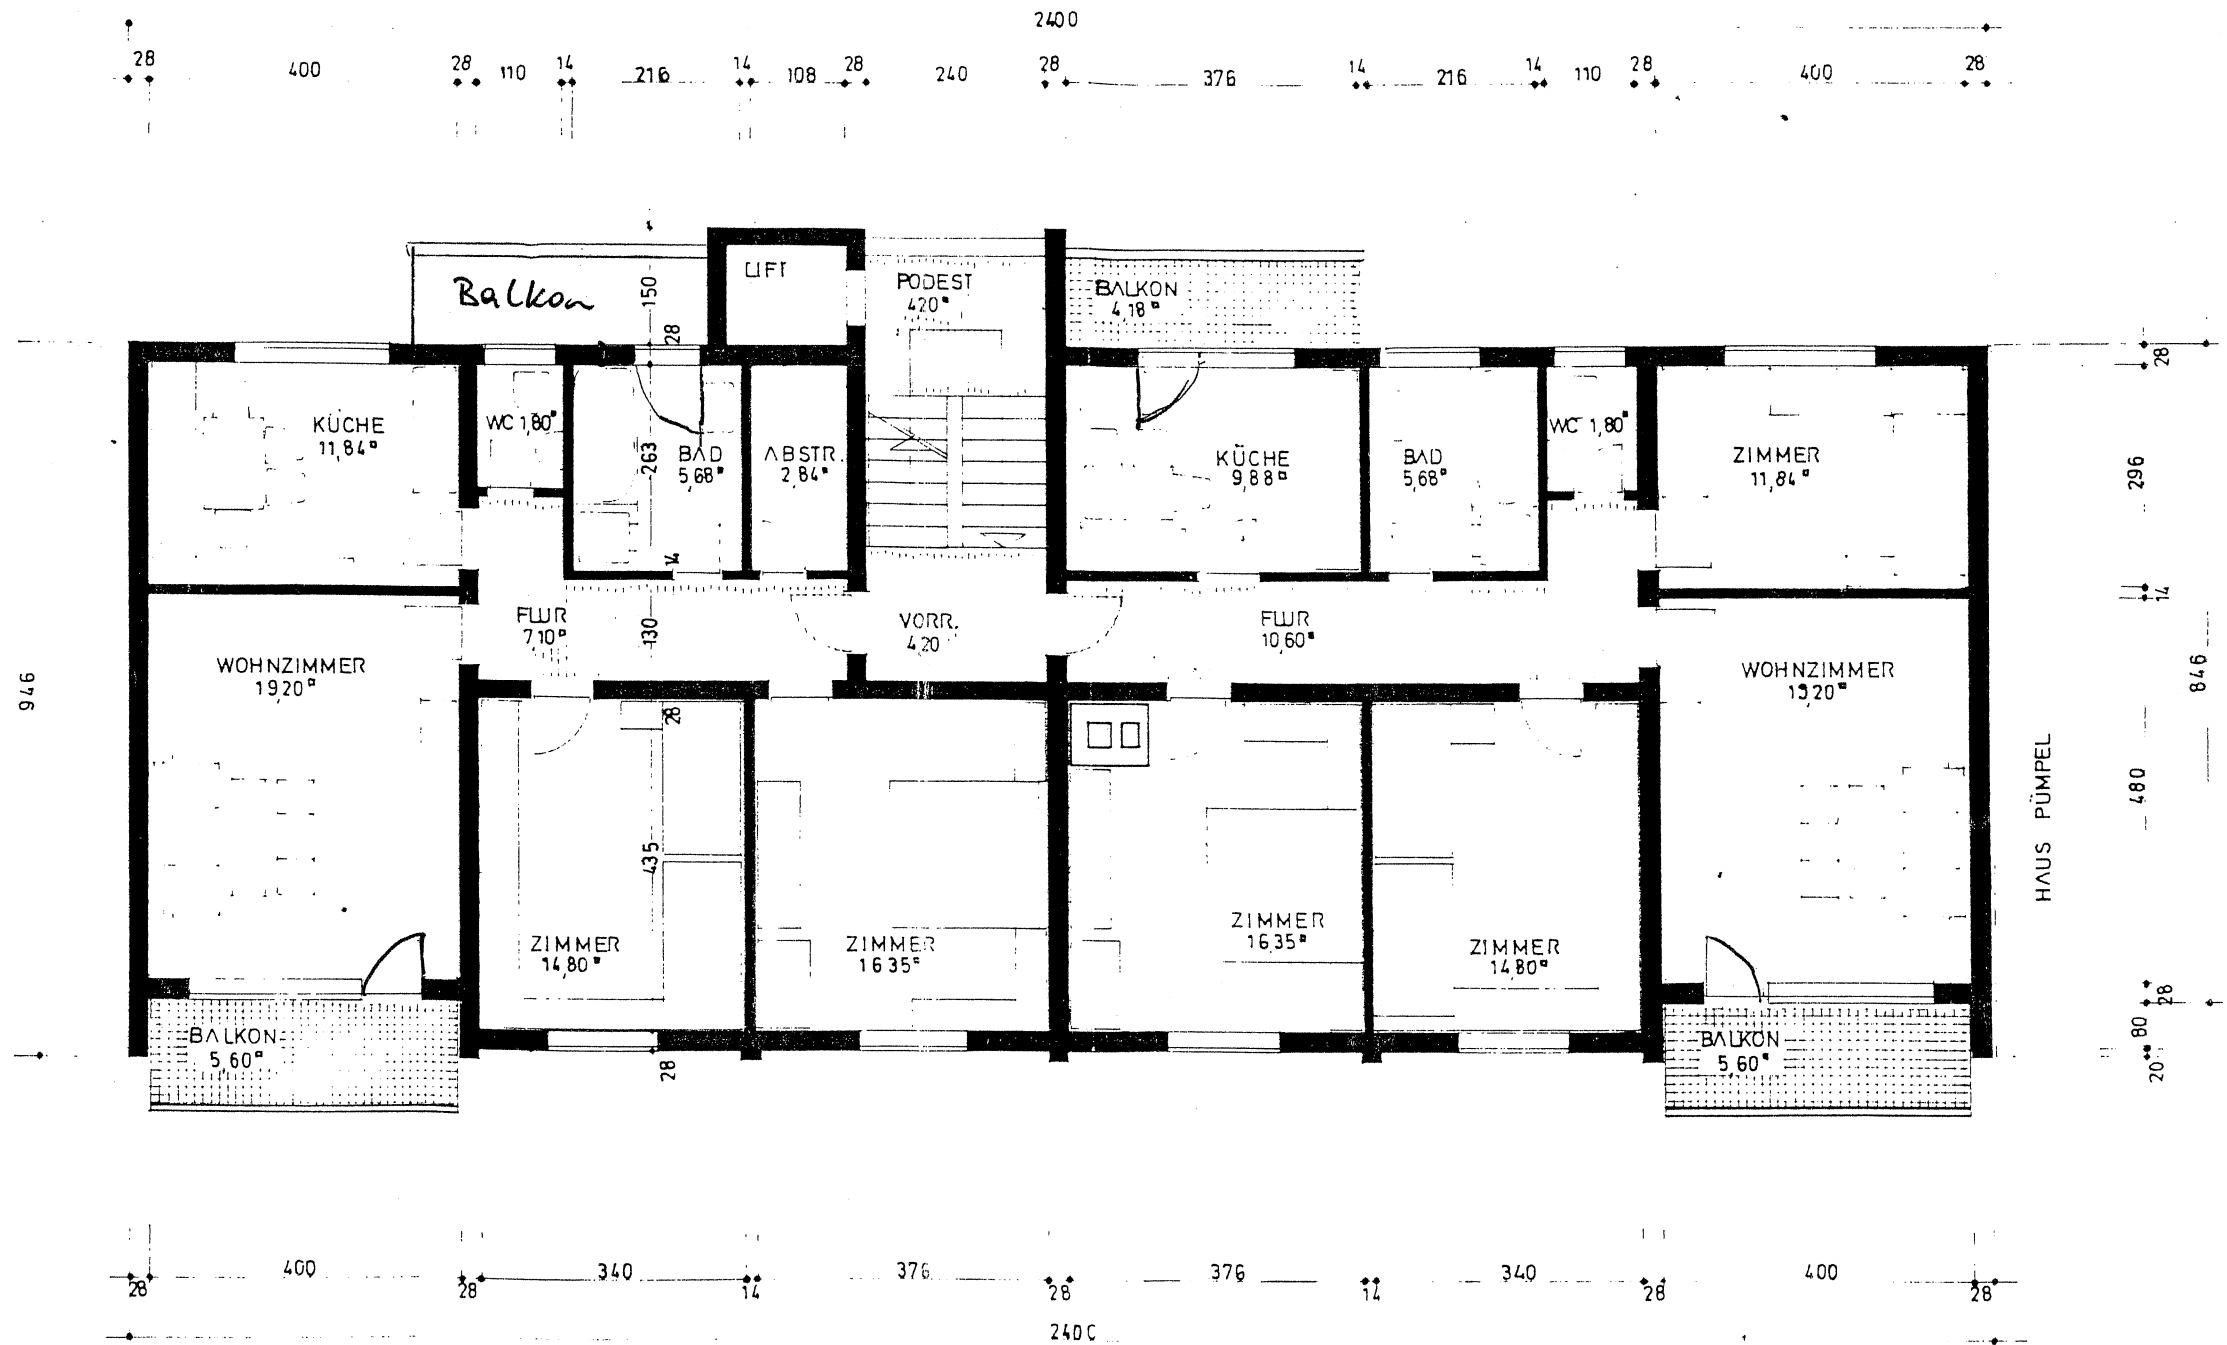 2400
28 400 28 110 14 216 14 108 28 240 28 376 14 216 14 110 28 400 28
LIFT
PODEST
420
Balkon
150
28
BALKON
4,18
28
KÜCHE
11,84
WC 1,80
263
BAD
5,68
ABSTR.
2,84
KÜCHE
9,88
BAD
5,68
WC 1,80
ZIMMER
11,84
296
14
14
FLUR
7,10
130
VORR.
4,20
FLUR
10,60
WOHNZIMMER
19,20
WOHNZIMMER
19,20
946
846
28
480
HAUS PÜMPEL
435
ZIMMER
14,80
ZIMMER
16,35
ZIMMER
16,35
ZIMMER
14,80
28
80
20
BALKON
5,60
BALKON
5,60
28
400 340 376 376 340 400
28 28 14 28 14 28 28
2400